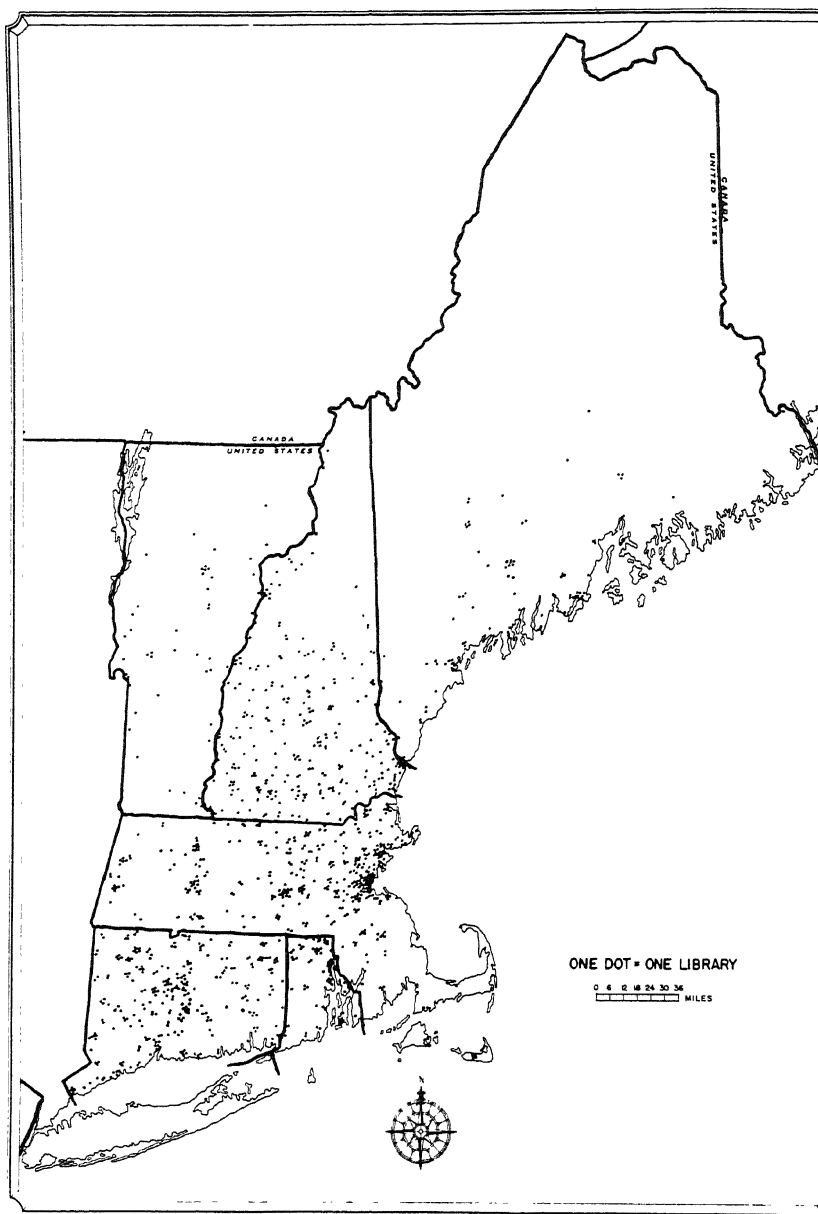 CANADA
UNITED STATES
CANADA
UNITED STATES
ONE DOT = ONE LIBRARY
0 6 12 18 24 30 36
MILES
N